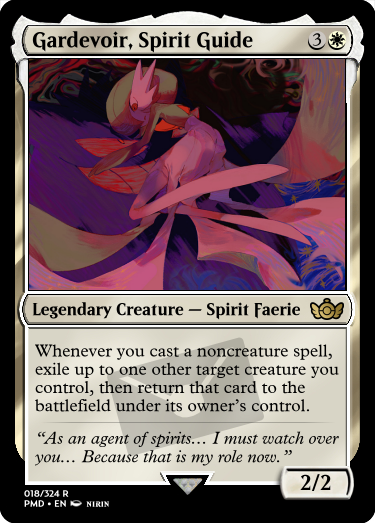 Gardevoir, Spirit Guide 3
Legendary Creature — Spirit Faerie
Whenever you cast a noncreature spell,
exile up to one other target creature you
control, then return that card to the
battlefield under its owner's control.
“As an agent of spirits… I must watch over
you… Because that is my role now.”
2/2
018/324 R
PMD • EN NIRIN